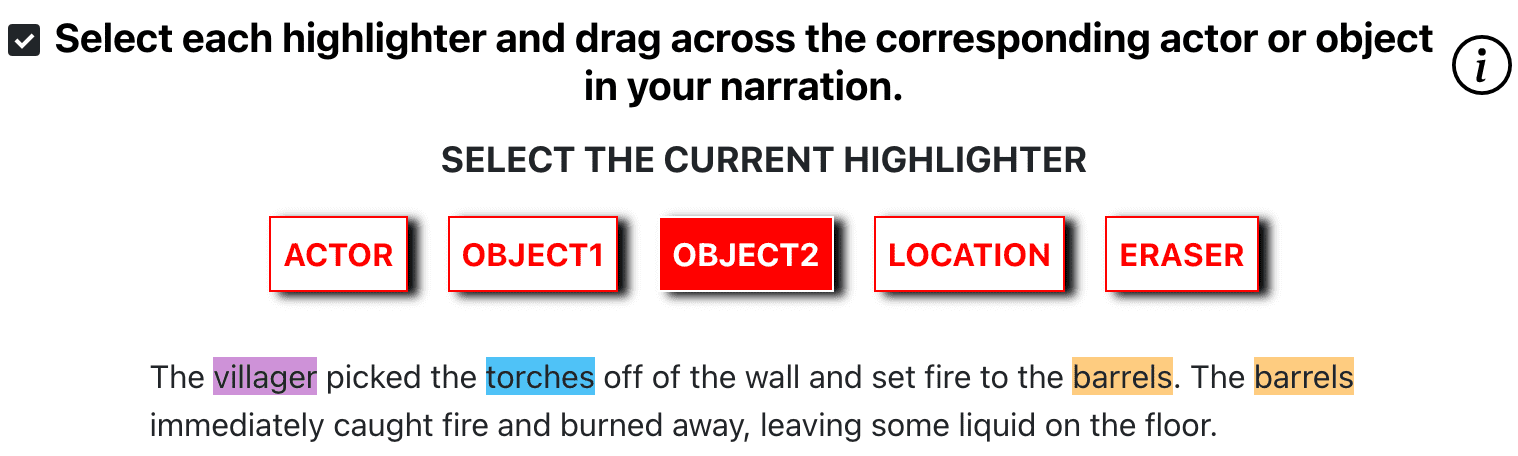 Select each highlighter and drag across the corresponding actor or object
in your narration.
i
SELECT THE CURRENT HIGHLIGHTER
ACTOR OBJECT1 OBJECT2 LOCATION ERASER
The villager picked the torches off of the wall and set fire to the barrels. The barrels
immediately caught fire and burned away, leaving some liquid on the floor.